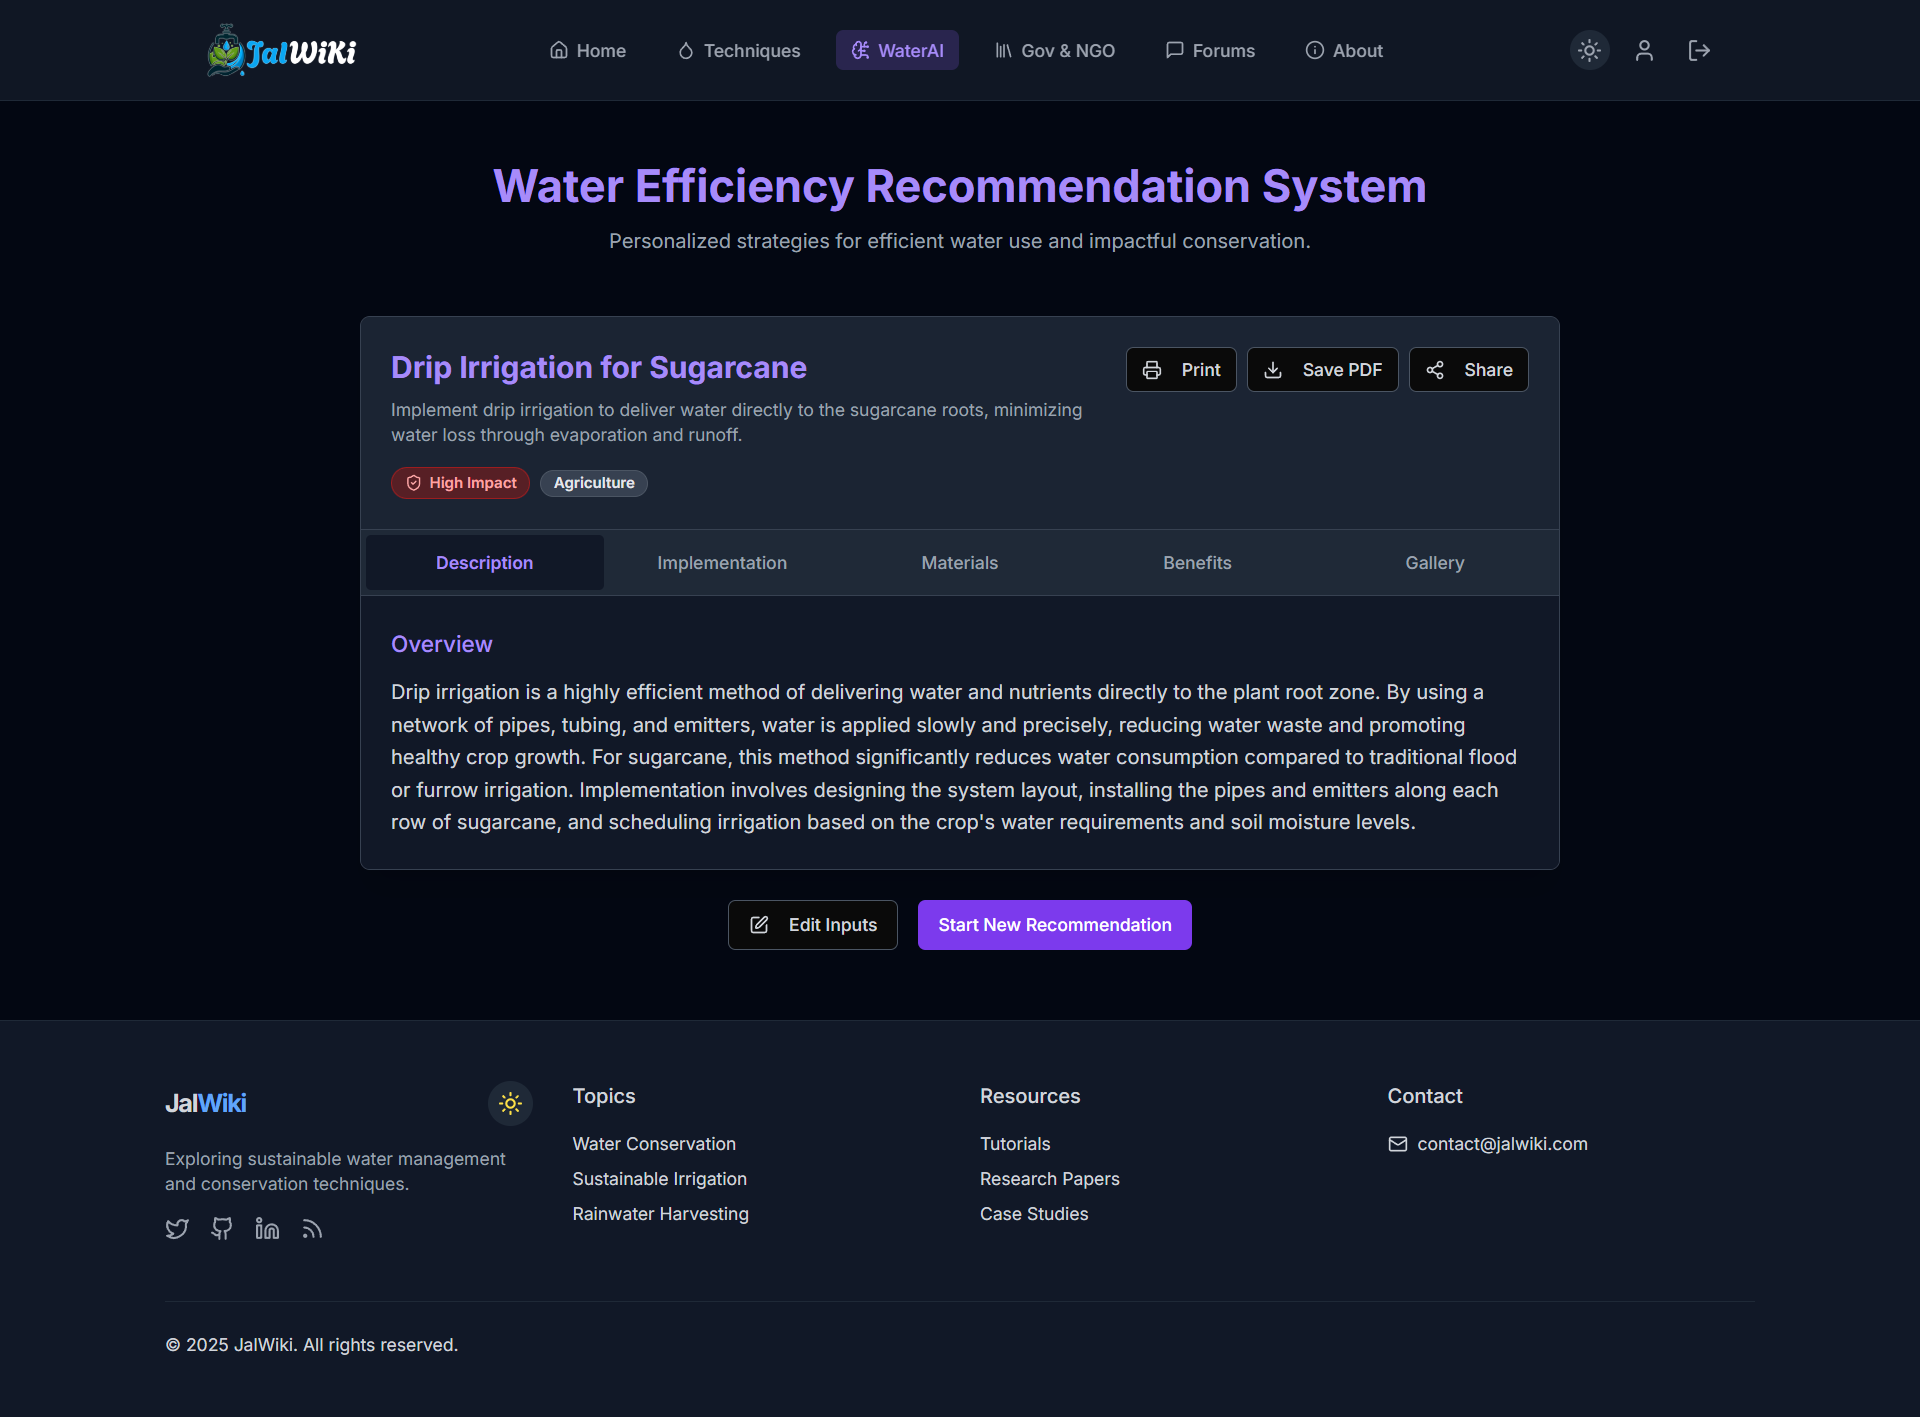 JalWiKi
Home
Techniques
WaterAI
Gov & NGO
Forums
About
Water Efficiency Recommendation System
Personalized strategies for efficient water use and impactful conservation.
Drip Irrigation for Sugarcane
Print
Save PDF
Share
Implement drip irrigation to deliver water directly to the sugarcane roots, minimizing
water loss through evaporation and runoff.
High Impact
Agriculture
Description
Implementation
Materials
Benefits
Gallery
Overview
Drip irrigation is a highly efficient method of delivering water and nutrients directly to the plant root zone. By using a
network of pipes, tubing, and emitters, water is applied slowly and precisely, reducing water waste and promoting
healthy crop growth. For sugarcane, this method significantly reduces water consumption compared to traditional flood
or furrow irrigation. Implementation involves designing the system layout, installing the pipes and emitters along each
row of sugarcane, and scheduling irrigation based on the crop's water requirements and soil moisture levels.
Edit Inputs
Start New Recommendation
JalWiki
Exploring sustainable water management
and conservation techniques.
Topics
Water Conservation
Sustainable Irrigation
Rainwater Harvesting
Resources
Tutorials
Research Papers
Case Studies
Contact
contact@jalwiki.com
© 2025 JalWiki. All rights reserved.